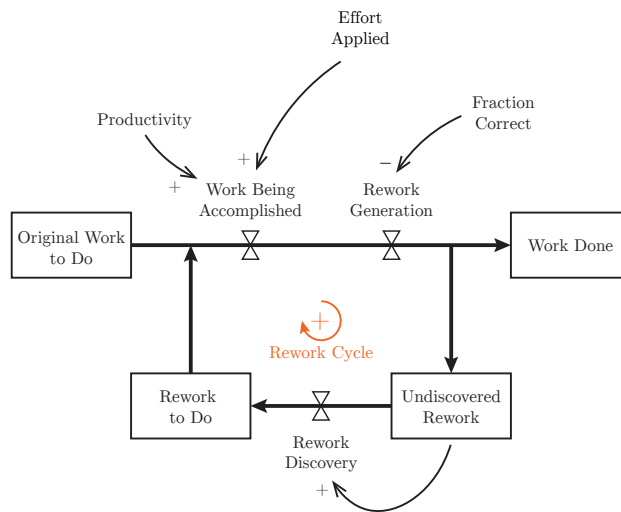 Effort
Applied
Productivity
Fraction
Correct
+
+
−
Work Being
Accomplished
Rework
Generation
Original Work
to Do
Work Done
+
Rework Cycle
Rework
to Do
Undiscovered
Rework
Rework
Discovery
+